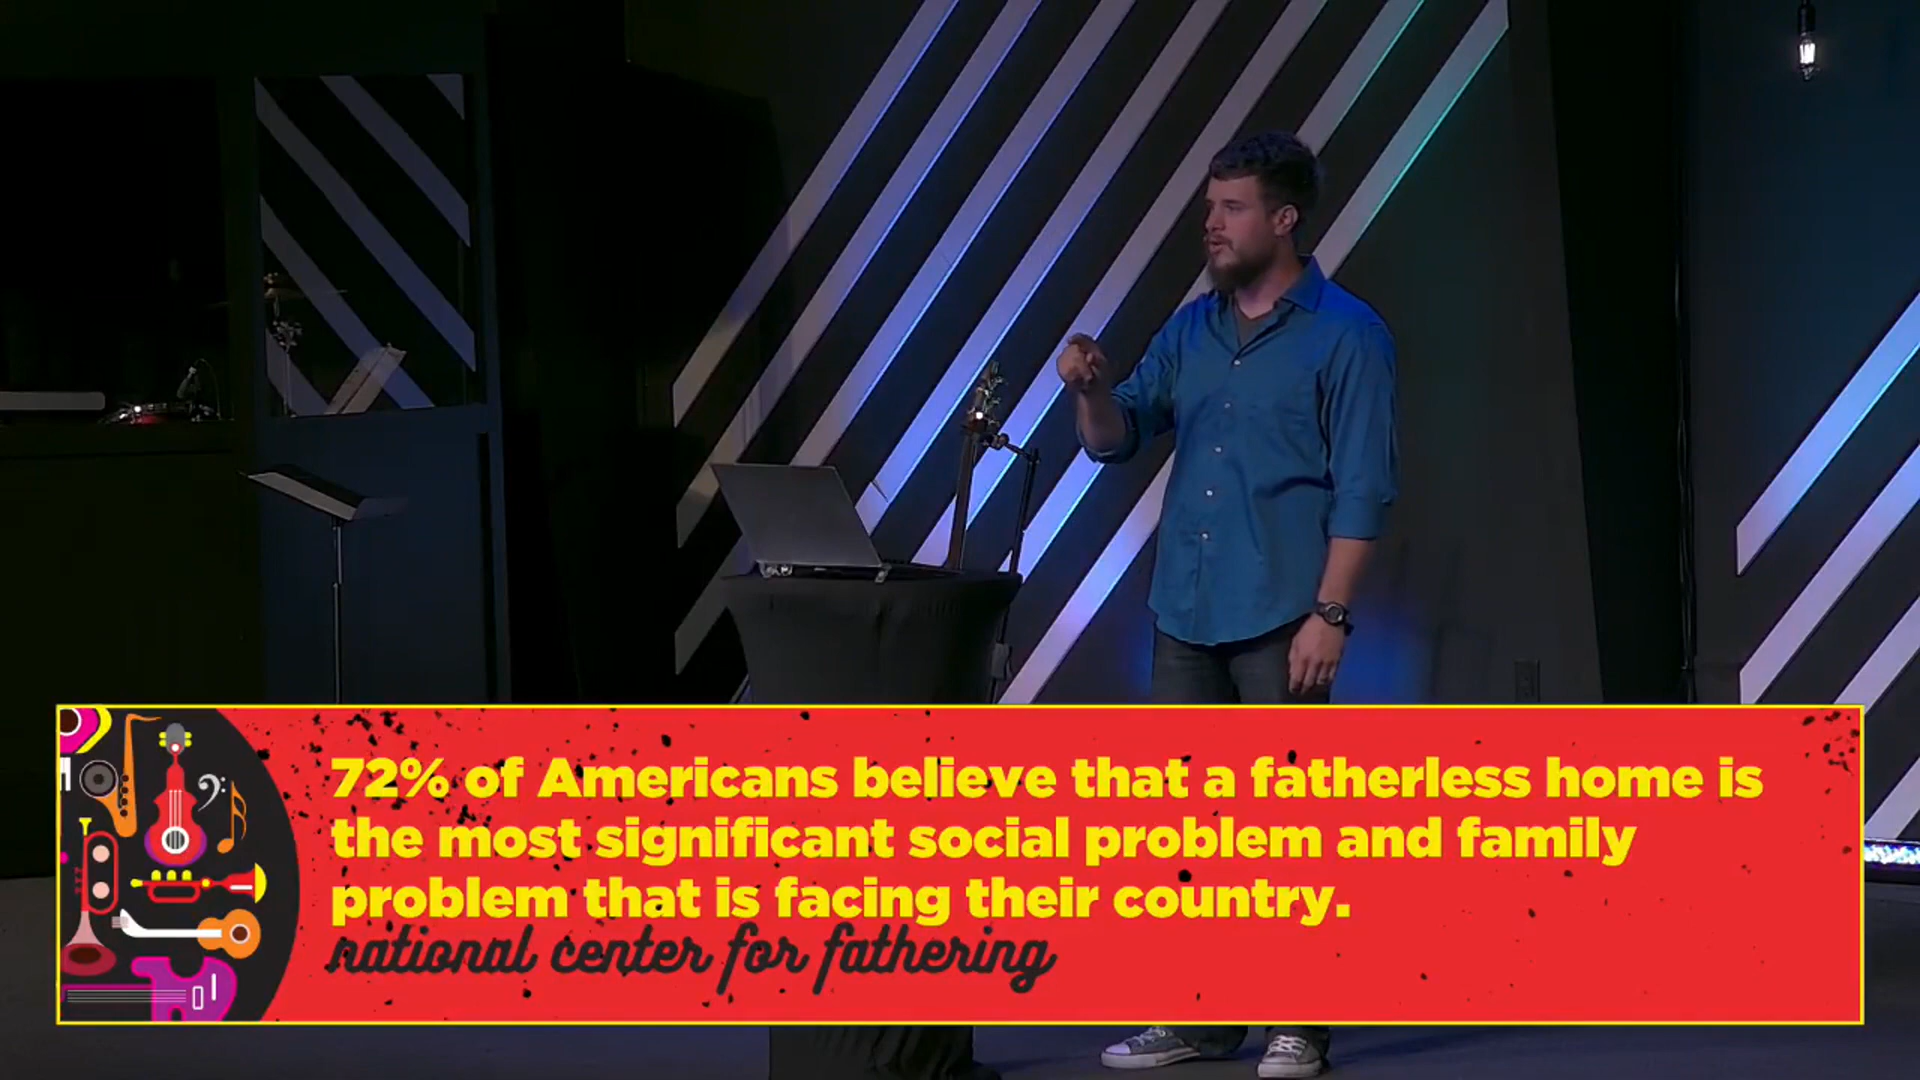 72% of Americans believe that a fatherless home is
the most significant social problem and family
problem that is facing their country.
national center for fathering